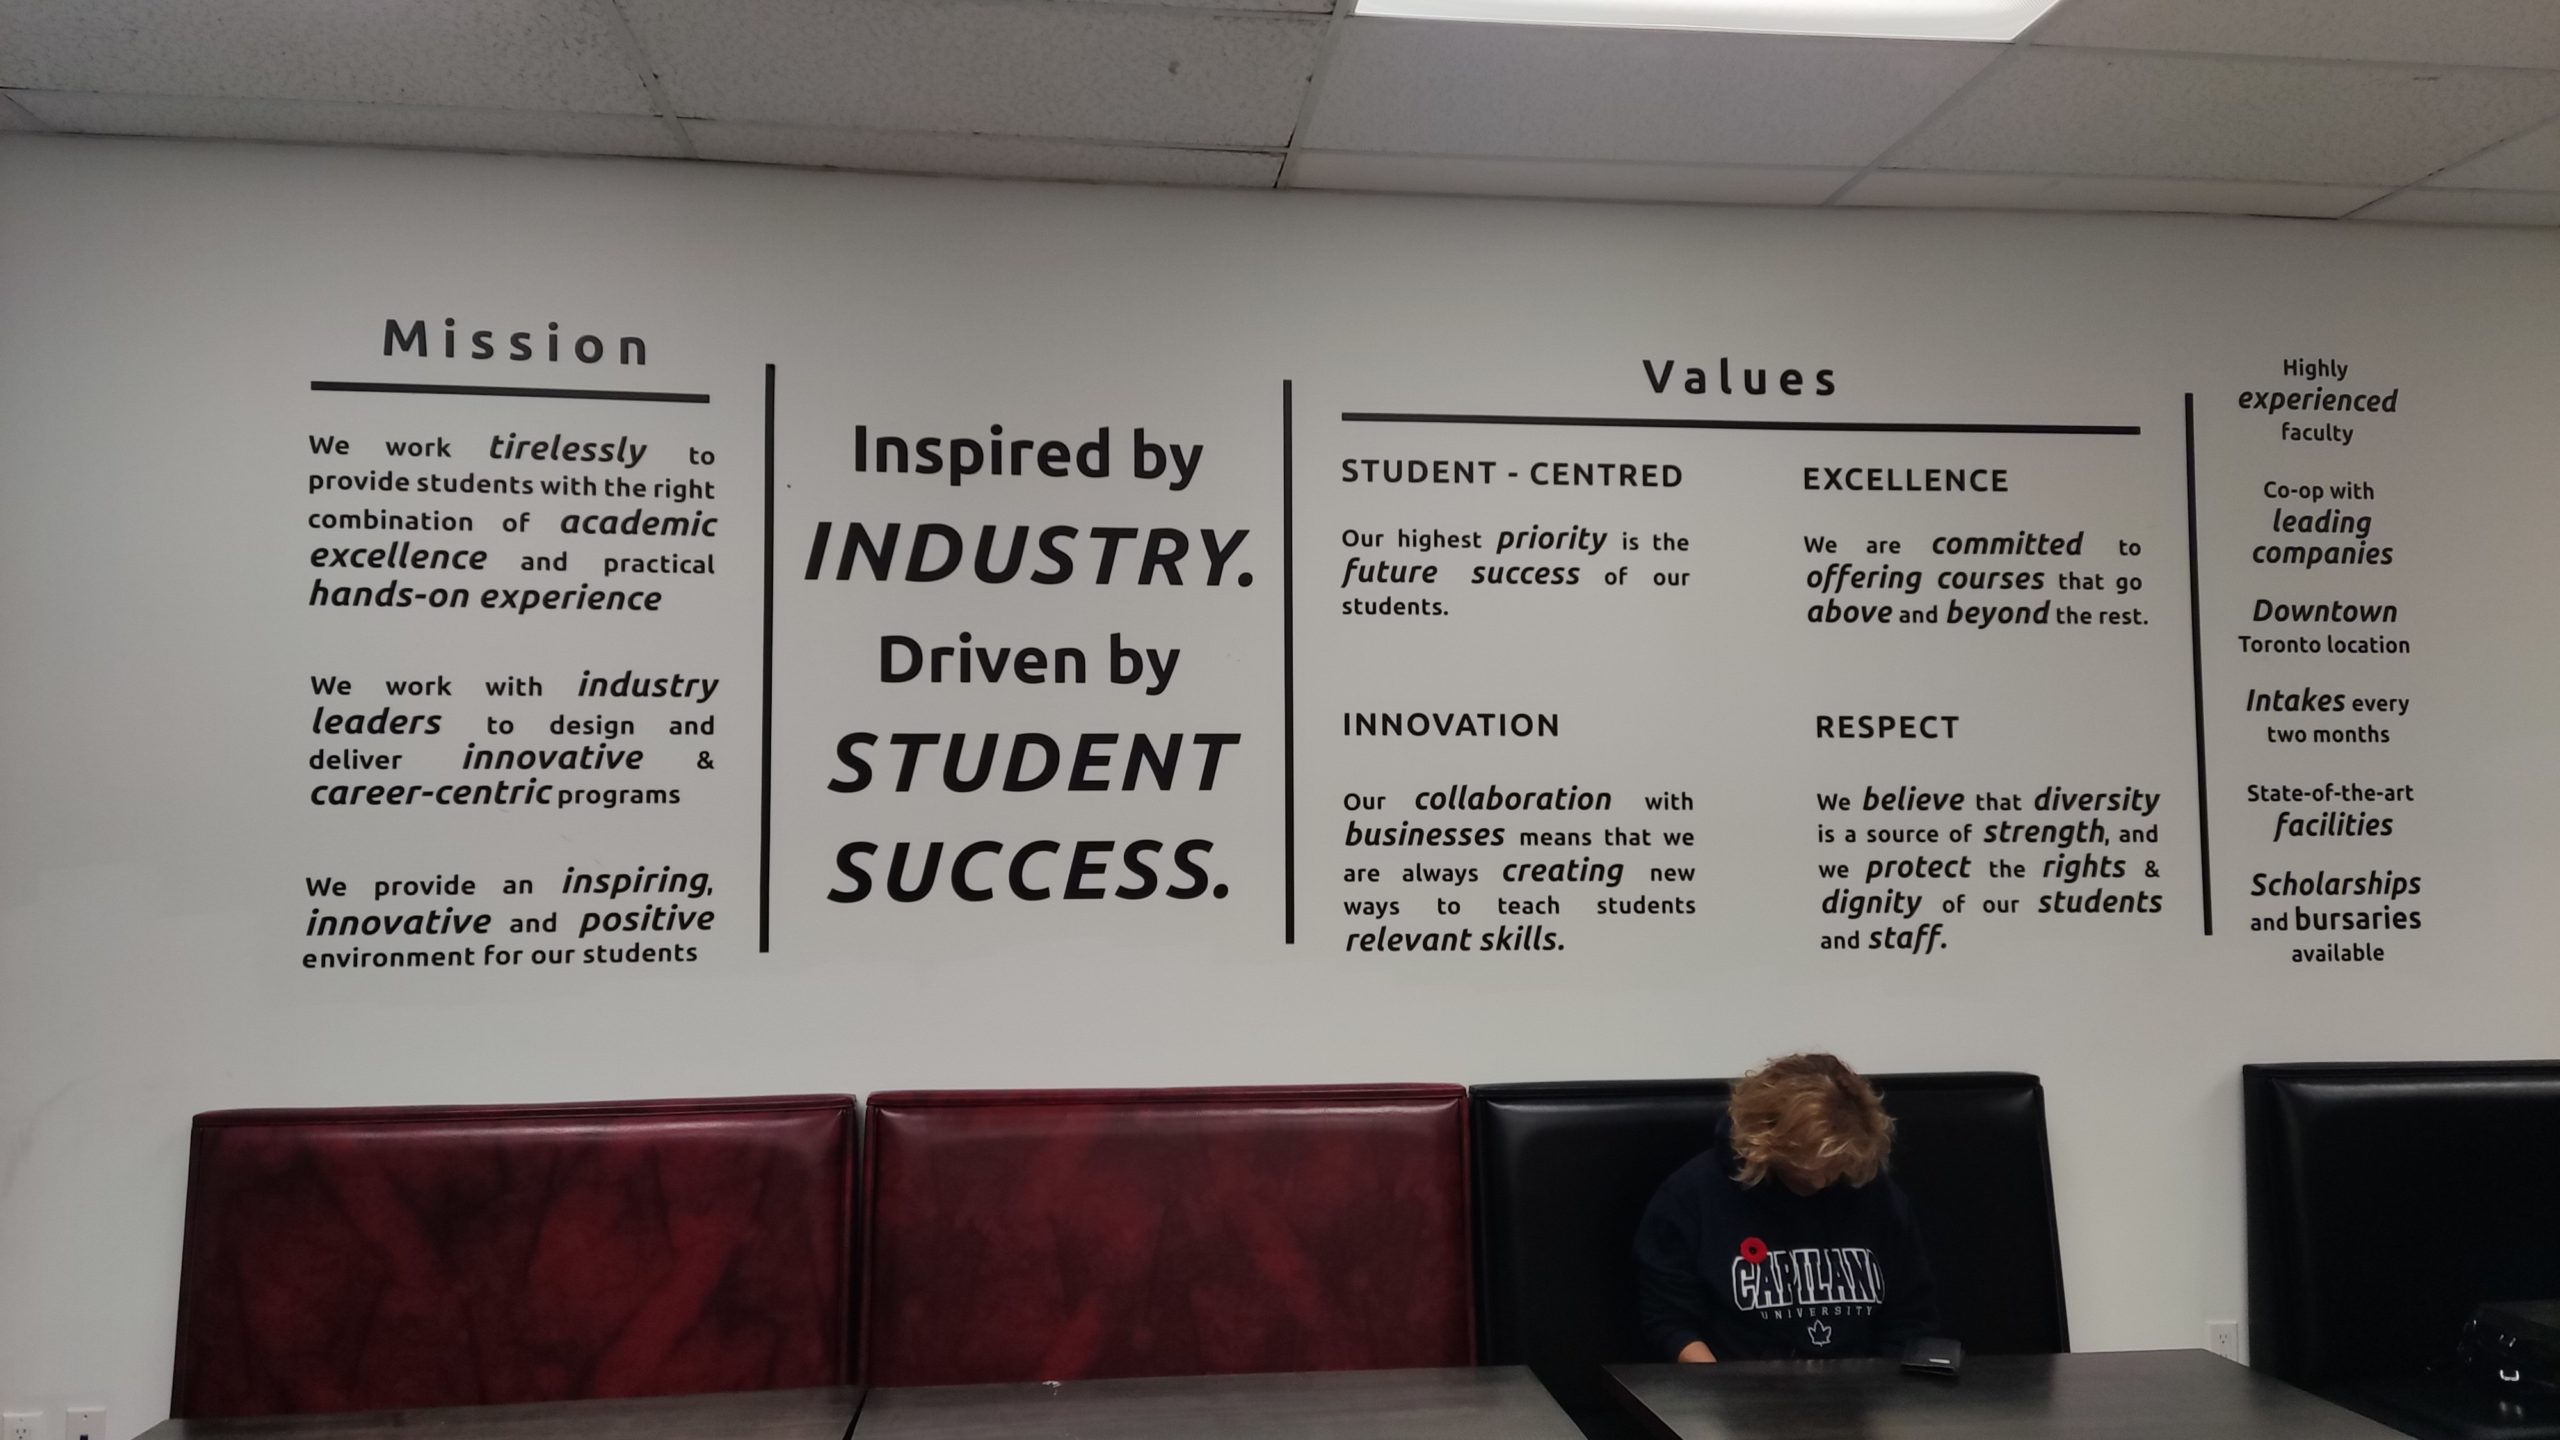 Mission
We work tirelessly to
provide students with the right
combination of academic
excellence and practical
hands-on experience
We work with industry
leaders to design and
deliver innovative &
career-centric programs
We provide an inspiring,
innovative and positive
environment for our students
Inspired by
INDUSTRY.
Driven by
STUDENT
SUCCESS.
Values
STUDENT - CENTRED
Our highest priority is the
future success of our
students.
EXCELLENCE
We are committed to
offering courses that go
above and beyond the rest.
INNOVATION
Our collaboration with
businesses means that we
are always creating new
ways to teach students
relevant skills.
RESPECT
We believe that diversity
is a source of strength, and
we protect the rights &
dignity of our students
and staff.
Highly
experienced
faculty
Co-op with
leading
companies
Downtown
Toronto location
Intakes every
two months
State-of-the-art
facilities
Scholarships
and bursaries
available
CAPILANO
UNIVERSITY